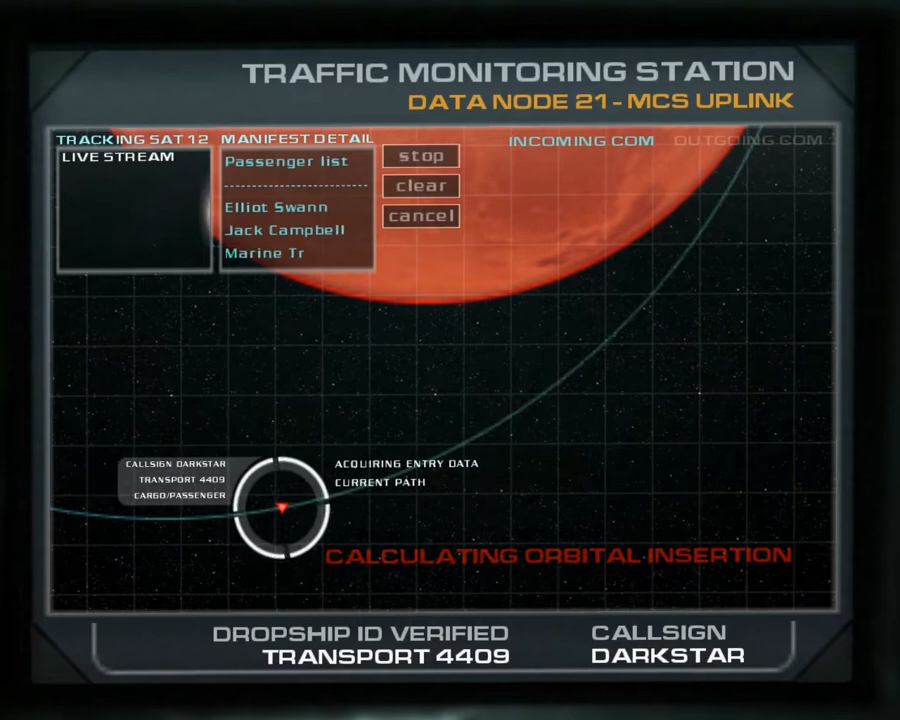 TRAFFIC MONITORING STATION
DATA NODE 21 - MCS UPLINK
TRACKING SAT 12
LIVE STREAM
MANIFEST DETAIL
Passenger list
--------------------------
Elliot Swann
Jack Campbell
Marine Tr
stop
clear
cancel
INCOMING COM
OUTGOING COM
CALLSIGN DARKSTAR
TRANSPORT 4409
CARGO/PASSENGER
ACQUIRING ENTRY DATA
CURRENT PATH
CALCULATING ORBITAL INSERTION
DROPSHIP ID VERIFIED
TRANSPORT 4409
CALLSIGN
DARKSTAR